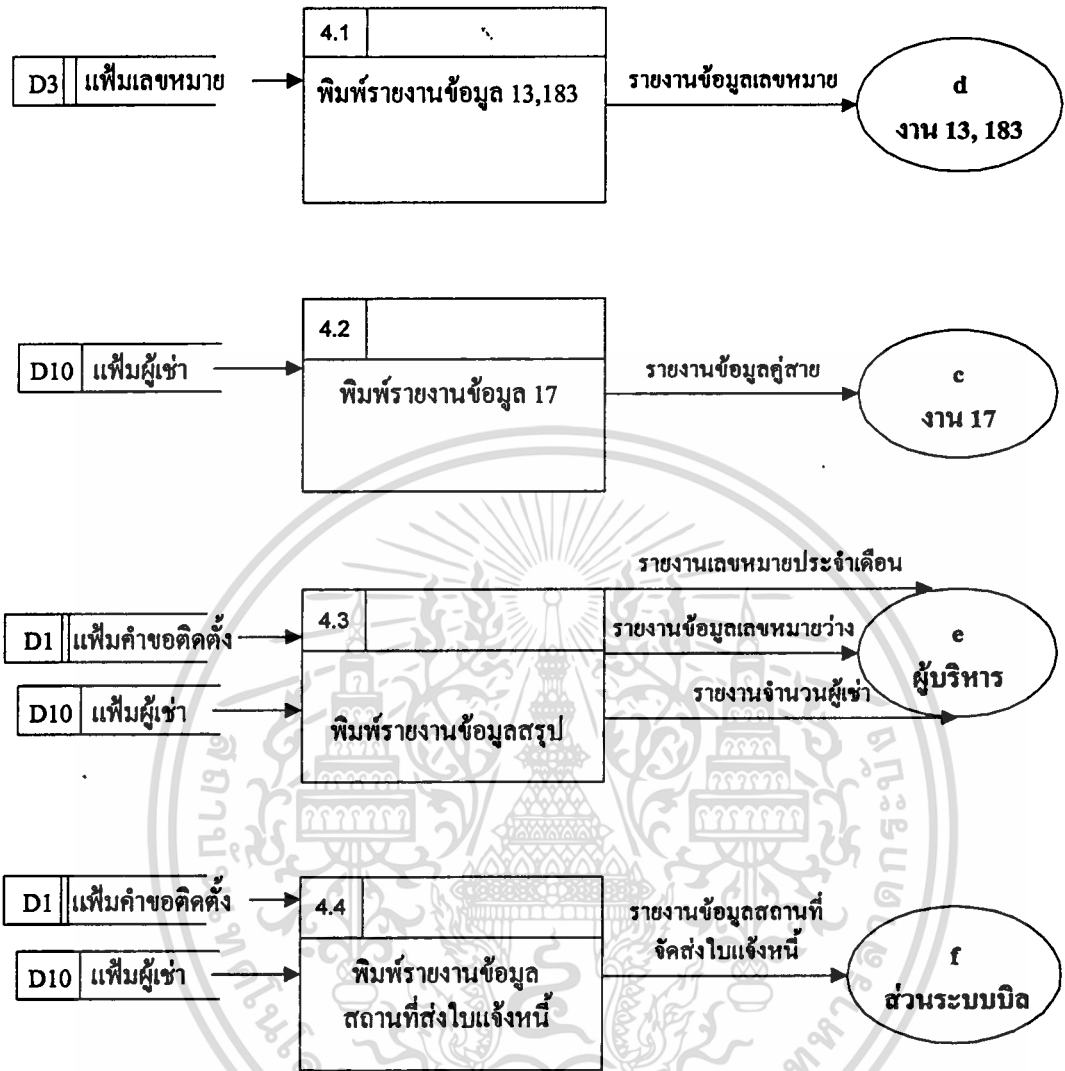 4.1
D3 แฟ้มเลขหมาย
พิมพ์รายงานข้อมูล 13,183
รายงานข้อมูลเลขหมาย
d
งาน 13, 183
4.2
D10 แฟ้มผู้เช่า
พิมพ์รายงานข้อมูล 17
รายงานข้อมูลคู่สาย
c
งาน 17
รายงานเลขหมายประจำเดือน
D1 แฟ้มคำขอติดตั้ง
4.3
รายงานข้อมูลเลขหมายว่าง
e
ผู้บริหาร
D10 แฟ้มผู้เช่า
พิมพ์รายงานข้อมูลสรุป
รายงานจำนวนผู้เช่า
D1 แฟ้มคำขอติดตั้ง
4.4
รายงานข้อมูลสถานที่
จัดส่งใบแจ้งหนี้
D10 แฟ้มผู้เช่า
พิมพ์รายงานข้อมูล
สถานที่ส่งใบแจ้งหนี้
f
ส่วนระบบบิล